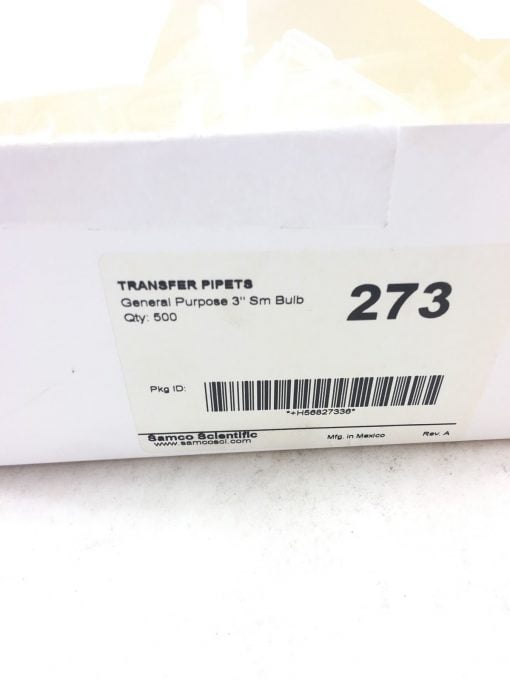 TRANSFER PIPETS
General Purpose 3" Sm Bulb
Qty: 500
273
Pkg ID:
*+H56827336*
Samco Scientific
www.samcosci.com
Mfg. in Mexico
Rev. A